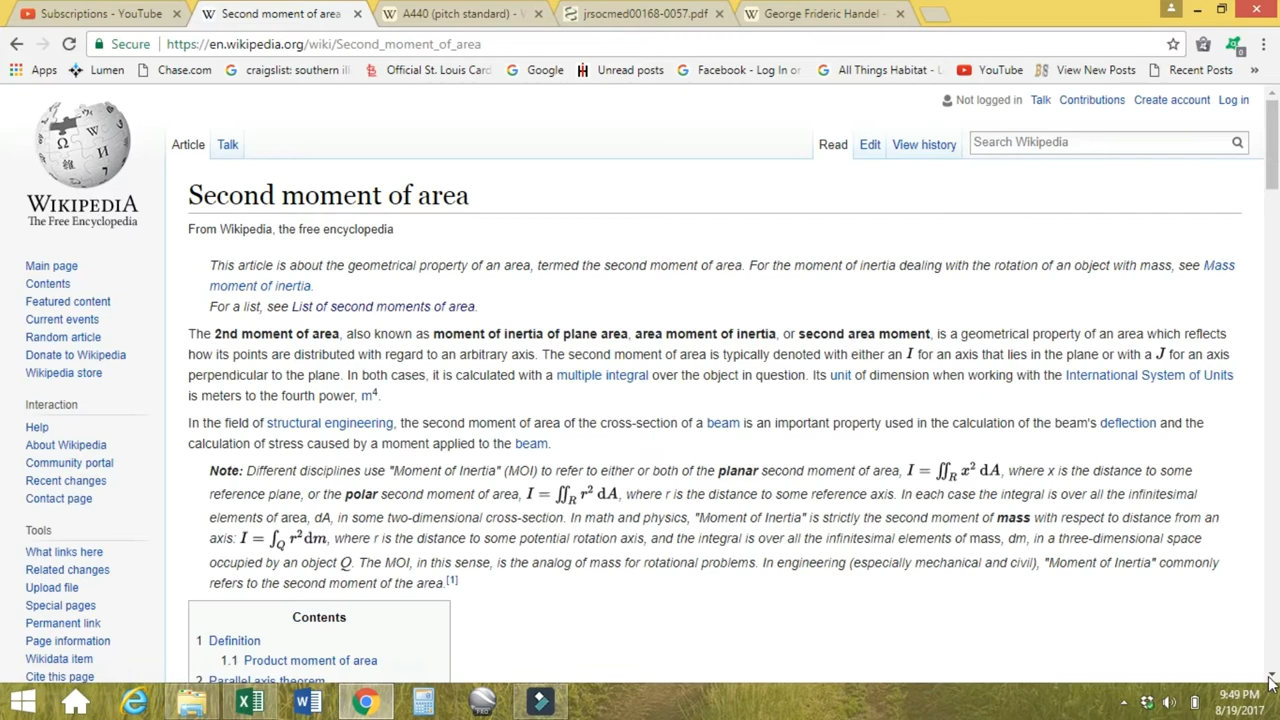 Subscriptions - YouTube
Second moment of area
A440 (pitch standard) - W
jrsocmed00168-0057.pdf
George Frideric Handel -
Secure
https://en.wikipedia.org/wiki/Second_moment_of_area
Apps
Lumen
Chase.com
craigslist: southern ill
Official St. Louis Card
Google
Unread posts
Facebook - Log In or
All Things Habitat - L
YouTube
View New Posts
Recent Posts
»
Not logged in
Talk
Contributions
Create account
Log in
Article
Talk
Read
Edit
View history
Search Wikipedia
WIKIPEDIA
The Free Encyclopedia
Main page
Contents
Featured content
Current events
Random article
Donate to Wikipedia
Wikipedia store
Interaction
Help
About Wikipedia
Community portal
Recent changes
Contact page
Tools
What links here
Related changes
Upload file
Special pages
Permanent link
Page information
Wikidata item
Cite this page
Second moment of area
From Wikipedia, the free encyclopedia
This article is about the geometrical property of an area, termed the second moment of area. For the moment of inertia dealing with the rotation of an object with mass, see Mass
moment of inertia.
For a list, see List of second moments of area.
The 2nd moment of area, also known as moment of inertia of plane area, area moment of inertia, or second area moment, is a geometrical property of an area which reflects
how its points are distributed with regard to an arbitrary axis. The second moment of area is typically denoted with either an I for an axis that lies in the plane or with a J for an axis
perpendicular to the plane. In both cases, it is calculated with a multiple integral over the object in question. Its unit of dimension when working with the International System of Units
is meters to the fourth power, m⁴.
In the field of structural engineering, the second moment of area of the cross-section of a beam is an important property used in the calculation of the beam's deflection and the
calculation of stress caused by a moment applied to the beam.
Note: Different disciplines use "Moment of Inertia" (MOI) to refer to either or both of the planar second moment of area, I = ∬_R x² dA, where x is the distance to some
reference plane, or the polar second moment of area, I = ∬_R r² dA, where r is the distance to some reference axis. In each case the integral is over all the infinitesimal
elements of area, dA, in some two-dimensional cross-section. In math and physics, "Moment of Inertia" is strictly the second moment of mass with respect to distance from an
axis: I = ∫_Q r² dm, where r is the distance to some potential rotation axis, and the integral is over all the infinitesimal elements of mass, dm, in a three-dimensional space
occupied by an object Q. The MOI, in this sense, is the analog of mass for rotational problems. In engineering (especially mechanical and civil), "Moment of Inertia" commonly
refers to the second moment of the area.[1]
Contents
1 Definition
1.1 Product moment of area
2 Parallel axis theorem
9:49 PM
8/19/2017